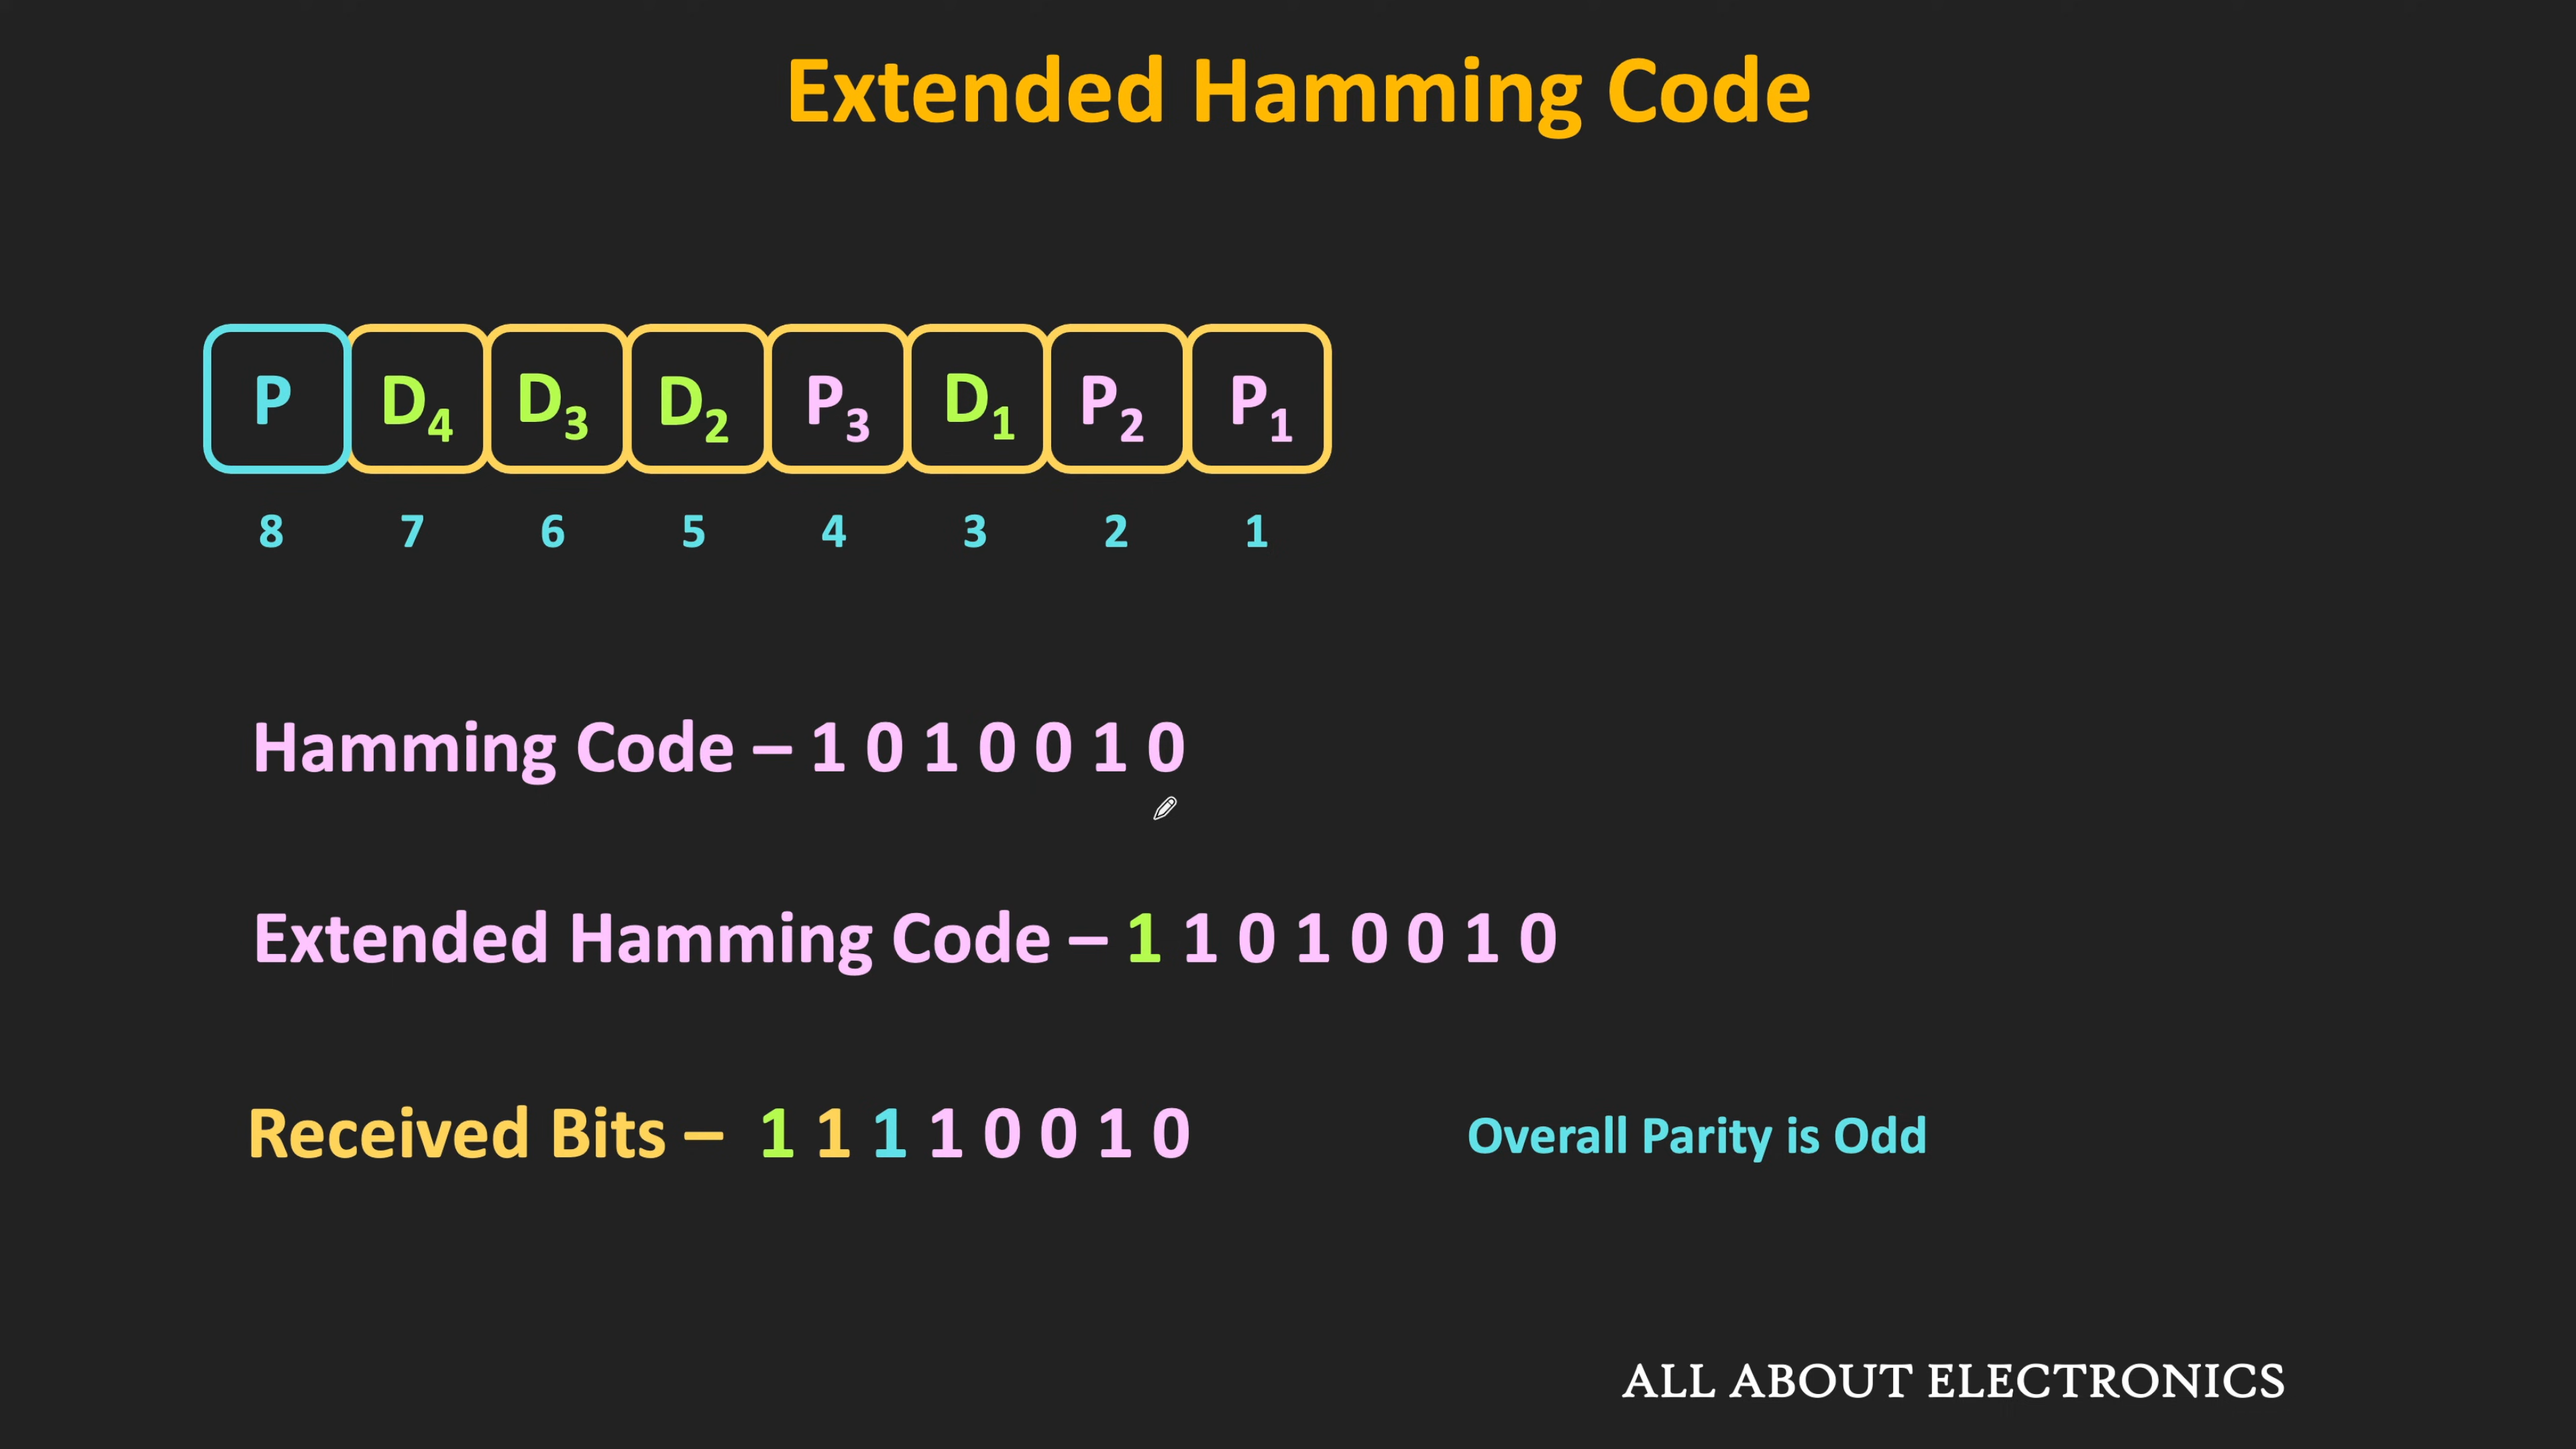 Extended Hamming Code
P D4 D3 D2 P3 D1 P2 P1
8 7 6 5 4 3 2 1
Hamming Code – 1 0 1 0 0 1 0
Extended Hamming Code – 1 1 0 1 0 0 1 0
Received Bits – 1 1 1 1 0 0 1 0 Overall Parity is Odd
ALL ABOUT ELECTRONICS